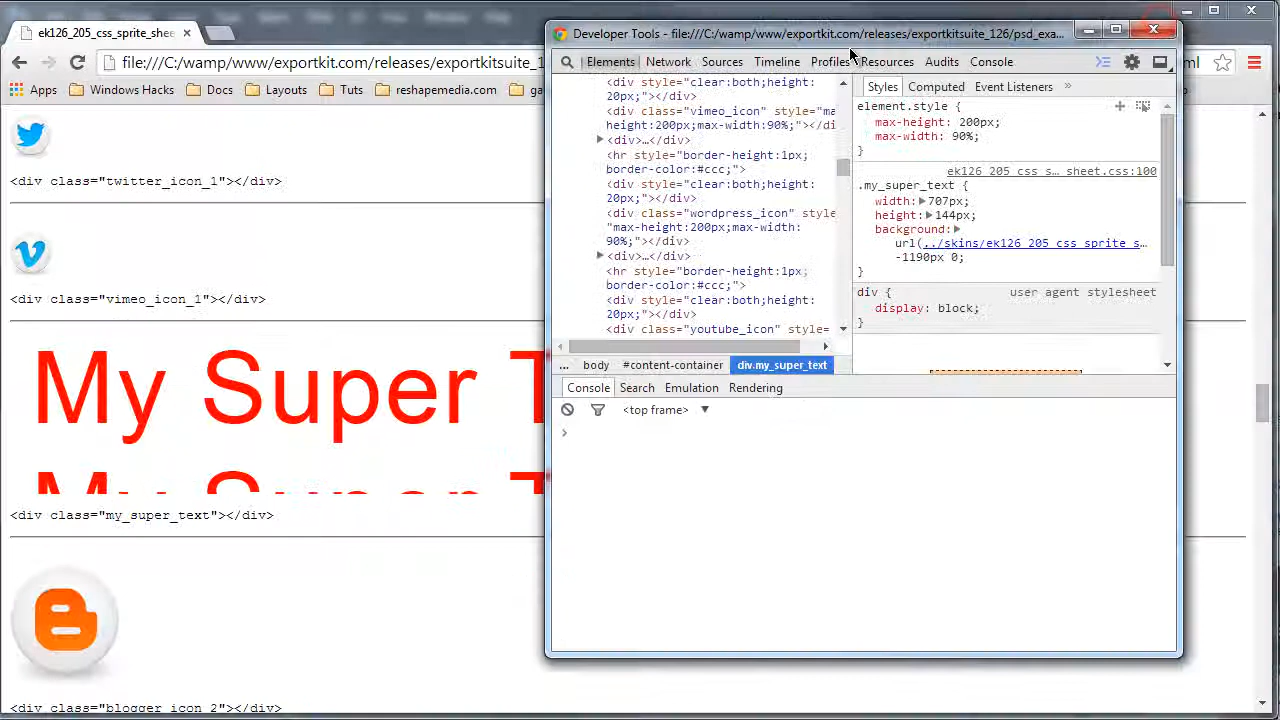 ek126_205_css_sprite_shee
file:///C:/wamp/www/exportkit.com/releases/exportkitsuite_1
ml
Apps
Windows Hacks
Docs
Layouts
Tuts
reshapermedia.com
ga
<div class="twitter_icon_1"></div>
<div class="vimeo_icon_1"></div>
My Super T
My Super T
<div class="my_super_text"></div>
<div class="blogger_icon_2"></div>
Developer Tools - file:///C:/wamp/www/exportkit.com/releases/exportkitsuite_126/psd_exa...
Elements Network Sources Timeline Profiles Resources Audits Console
<div style="clear:both;height:
20px;"></div>
<div class="vimeo_icon" style="ma
height:200px;max-width:90%;"></di
<div>…</div>
<hr style="border-height:1px;
border-color:#ccc;">
<div style="clear:both;height:
20px;"></div>
<div class="wordpress_icon" style
"max-height:200px;max-width:
90%;"></div>
<div>…</div>
<hr style="border-height:1px;
border-color:#ccc;">
<div style="clear:both;height:
20px;"></div>
<div class="youtube_icon" style=
... body #content-container div.my_super_text
Styles Computed Event Listeners »
element.style {
max-height: 200px;
max-width: 90%;
}
ek126 205 css s… sheet.css:100
.my_super_text {
width: 707px;
height: 144px;
background:
url(../skins/ek126 205 css sprite s…
-1190px 0;
}
div { user agent stylesheet
display: block;
}
Console Search Emulation Rendering
<top frame> ▼
>